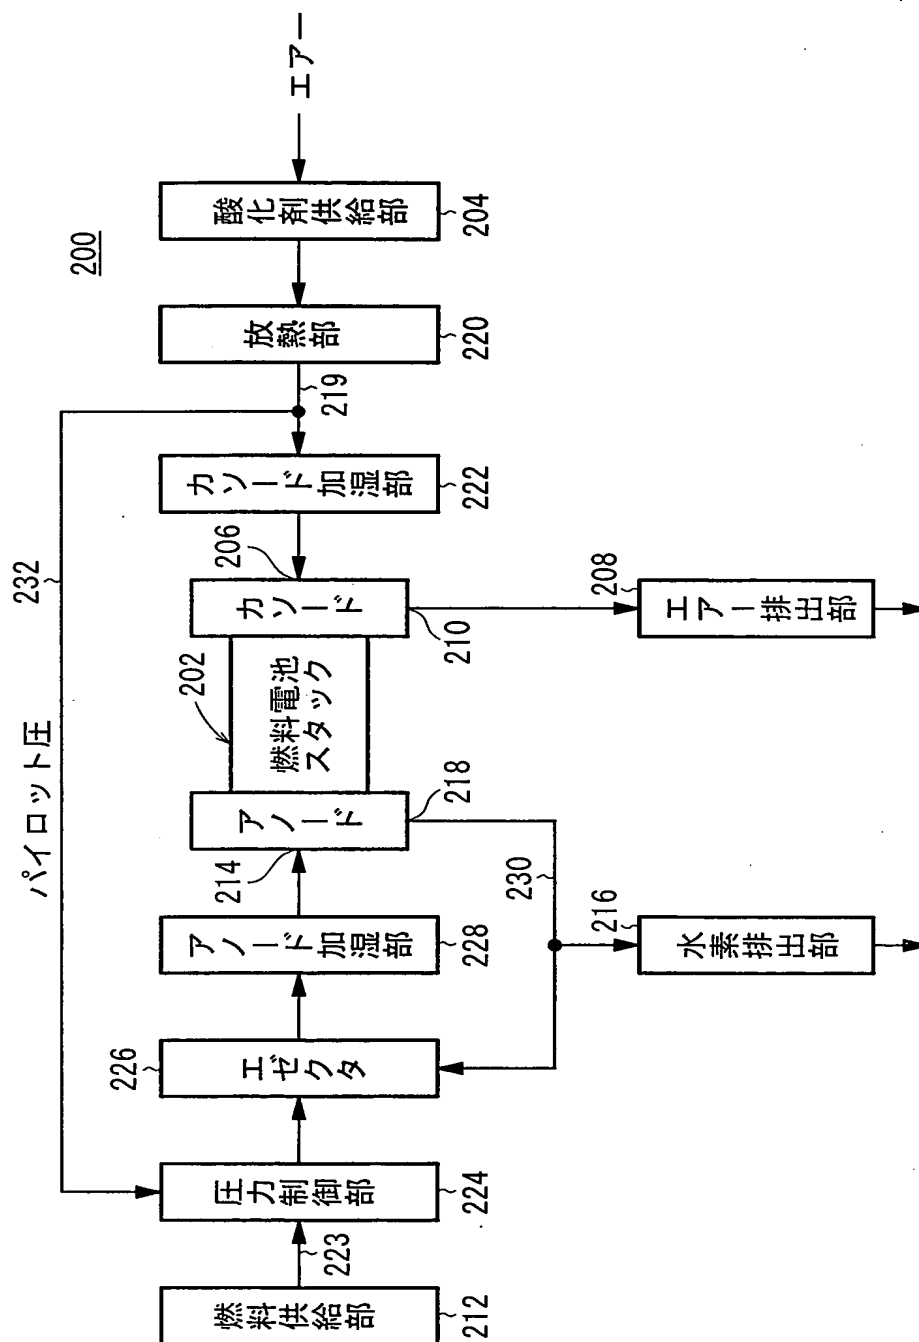 200
エアー
酸化剤供給部
204
放熱部
220
219
カソード加湿部
222
232
パイロット圧
206
カソード
210
208
エアー排出部
202
燃料電池
スタック
アノード
214
218
230
216
水素排出部
アノード加湿部
228
226
エゼクタ
圧力制御部
224
223
燃料供給部
212